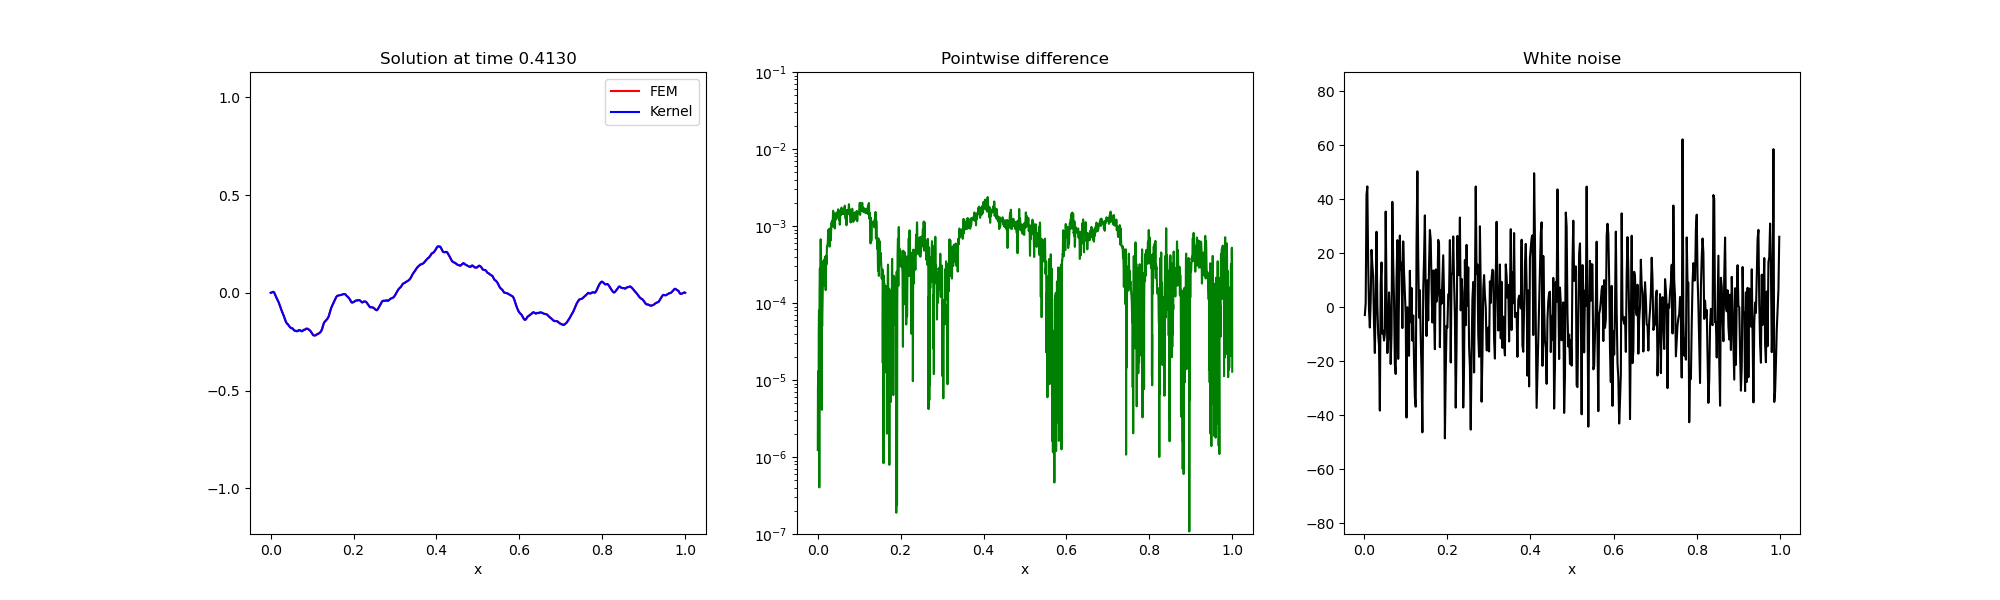 Solution at time 0.4130
1.0
0.5
0.0
−0.5
−1.0
0.0 0.2 0.4 0.6 0.8 1.0
x
FEM
Kernel
Pointwise difference
10⁻¹
10⁻²
10⁻³
10⁻⁴
10⁻⁵
10⁻⁶
10⁻⁷
0.0 0.2 0.4 0.6 0.8 1.0
x
White noise
80
60
40
20
0
−20
−40
−60
−80
0.0 0.2 0.4 0.6 0.8 1.0
x